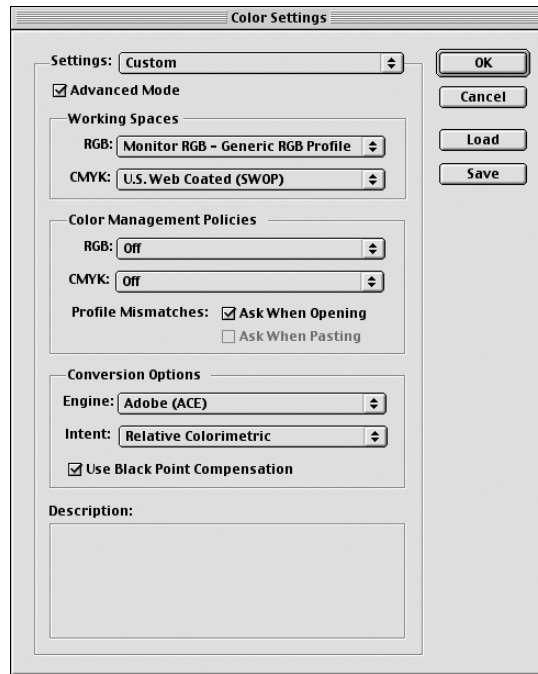 Color Settings
Settings: Custom
OK
Advanced Mode
Cancel
Working Spaces
RGB: Monitor RGB - Generic RGB Profile
Load
CMYK: U.S. Web Coated (SWOP)
Save
Color Management Policies
RGB: Off
CMYK: Off
Profile Mismatches: Ask When Opening
Ask When Pasting
Conversion Options
Engine: Adobe (ACE)
Intent: Relative Colorimetric
Use Black Point Compensation
Description: